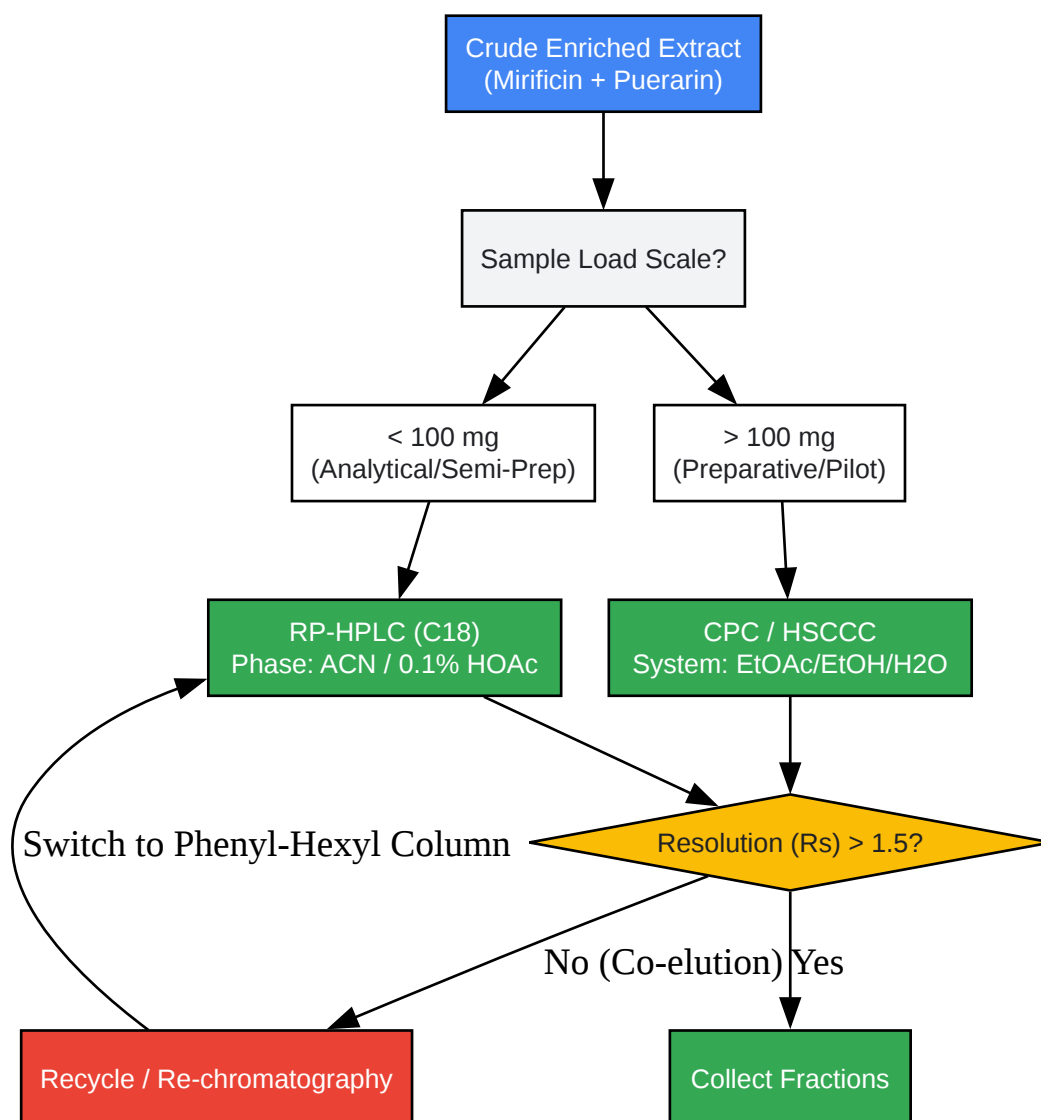 Crude Enriched Extract
(Mirificin + Puerarin)
Sample Load Scale?
< 100 mg
(Analytical/Semi-Prep)
> 100 mg
(Preparative/Pilot)
RP-HPLC (C18)
Phase: ACN / 0.1% HOAc
CPC / HSCCC
System: EtOAc/EtOH/H2O
Switch to Phenyl-Hexyl Column
Resolution (Rs) > 1.5?
No (Co-elution)
Yes
Recycle / Re-chromatography
Collect Fractions